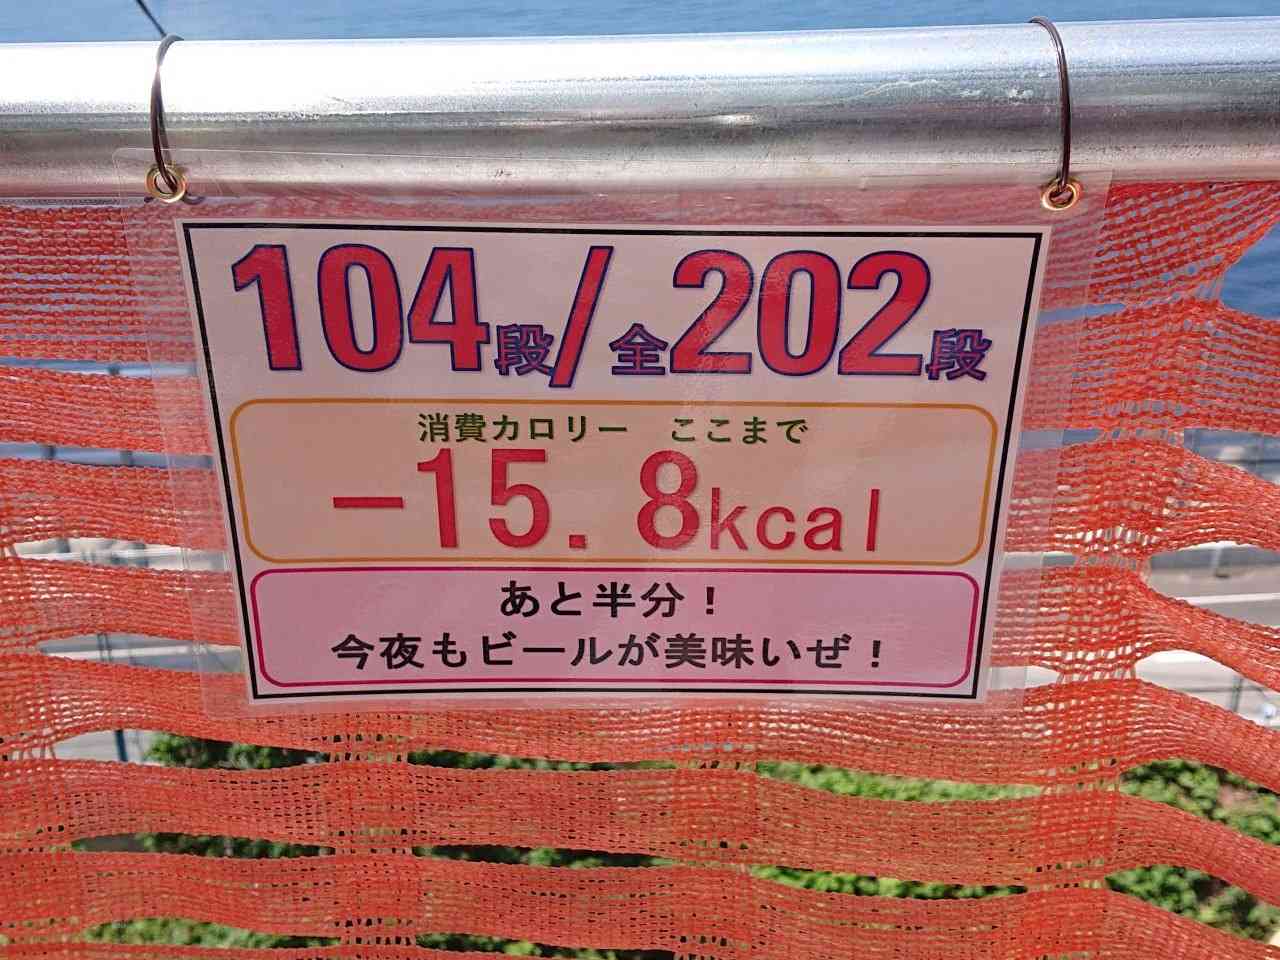 104段/全202段
消費カロリー ここまで
-15.8kcal
あと半分!
今夜もビールが美味いぜ!